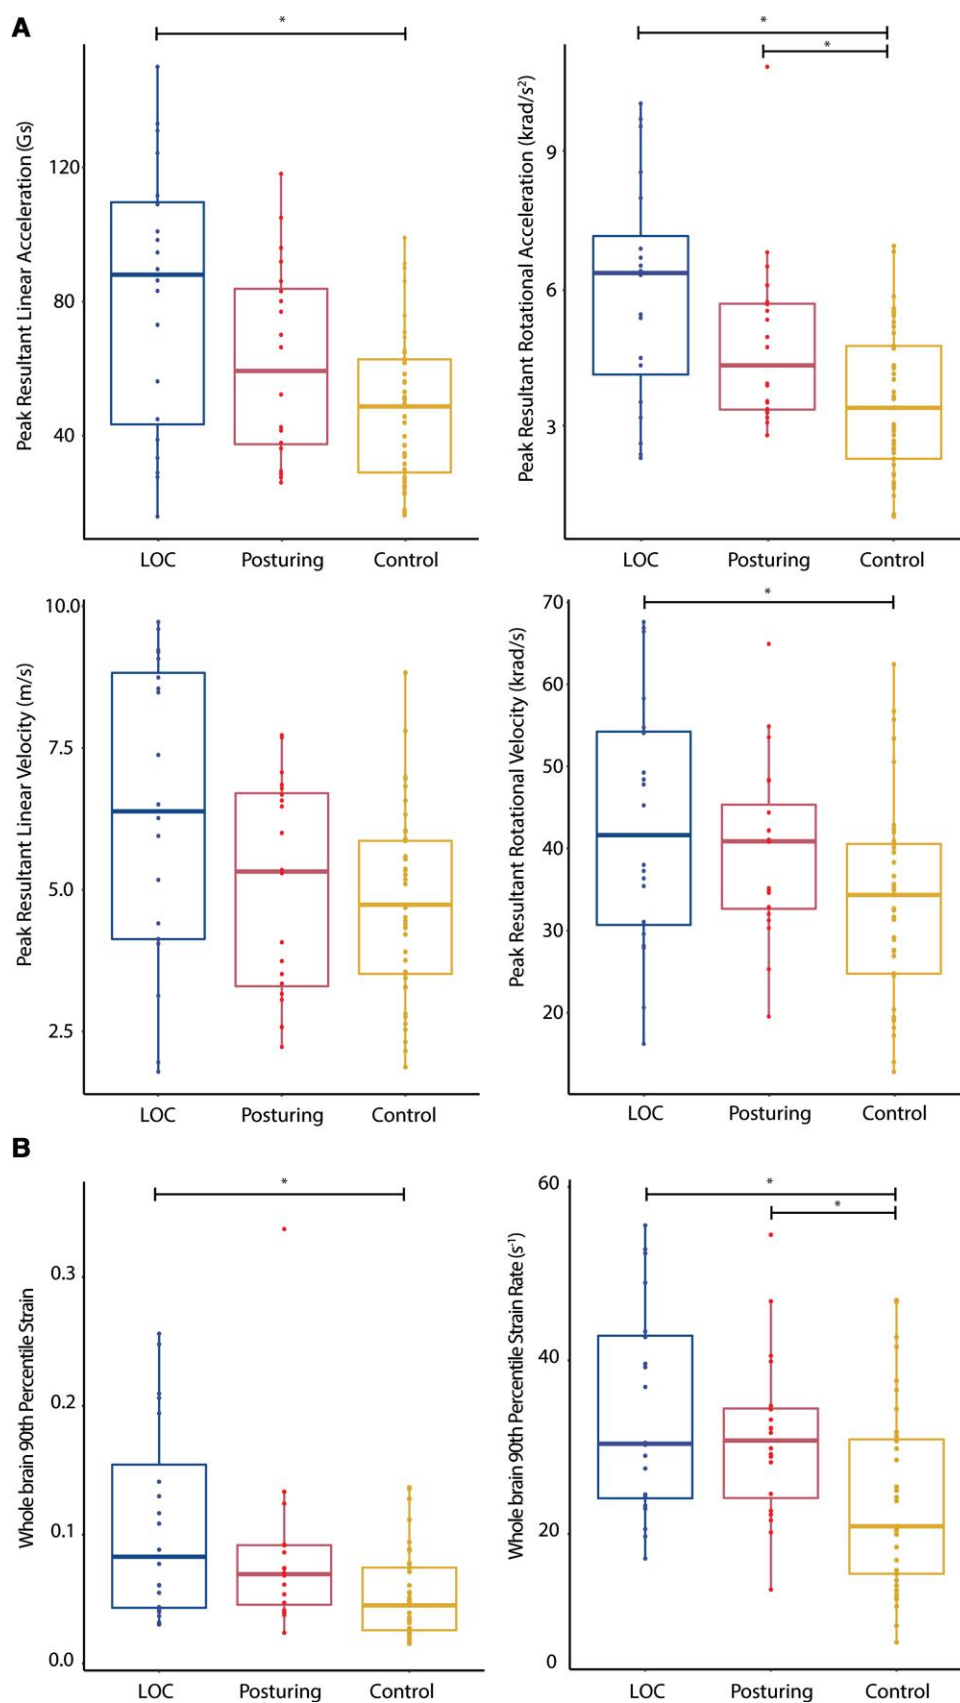 A
*
Peak Resultant Linear Acceleration (Gs)
120
80
40
LOC Posturing Control
*
*
Peak Resultant Rotational Acceleration (krad/s²)
9
6
3
LOC Posturing Control
Peak Resultant Linear Velocity (m/s)
10.0
7.5
5.0
2.5
LOC Posturing Control
*
Peak Resultant Rotational Velocity (krad/s)
70
60
50
40
30
20
LOC Posturing Control
B
*
Whole brain 90th Percentile Strain
0.3
0.2
0.1
0.0
LOC Posturing Control
*
*
Whole brain 90th Percentile Strain Rate (s⁻¹)
60
40
20
0
LOC Posturing Control